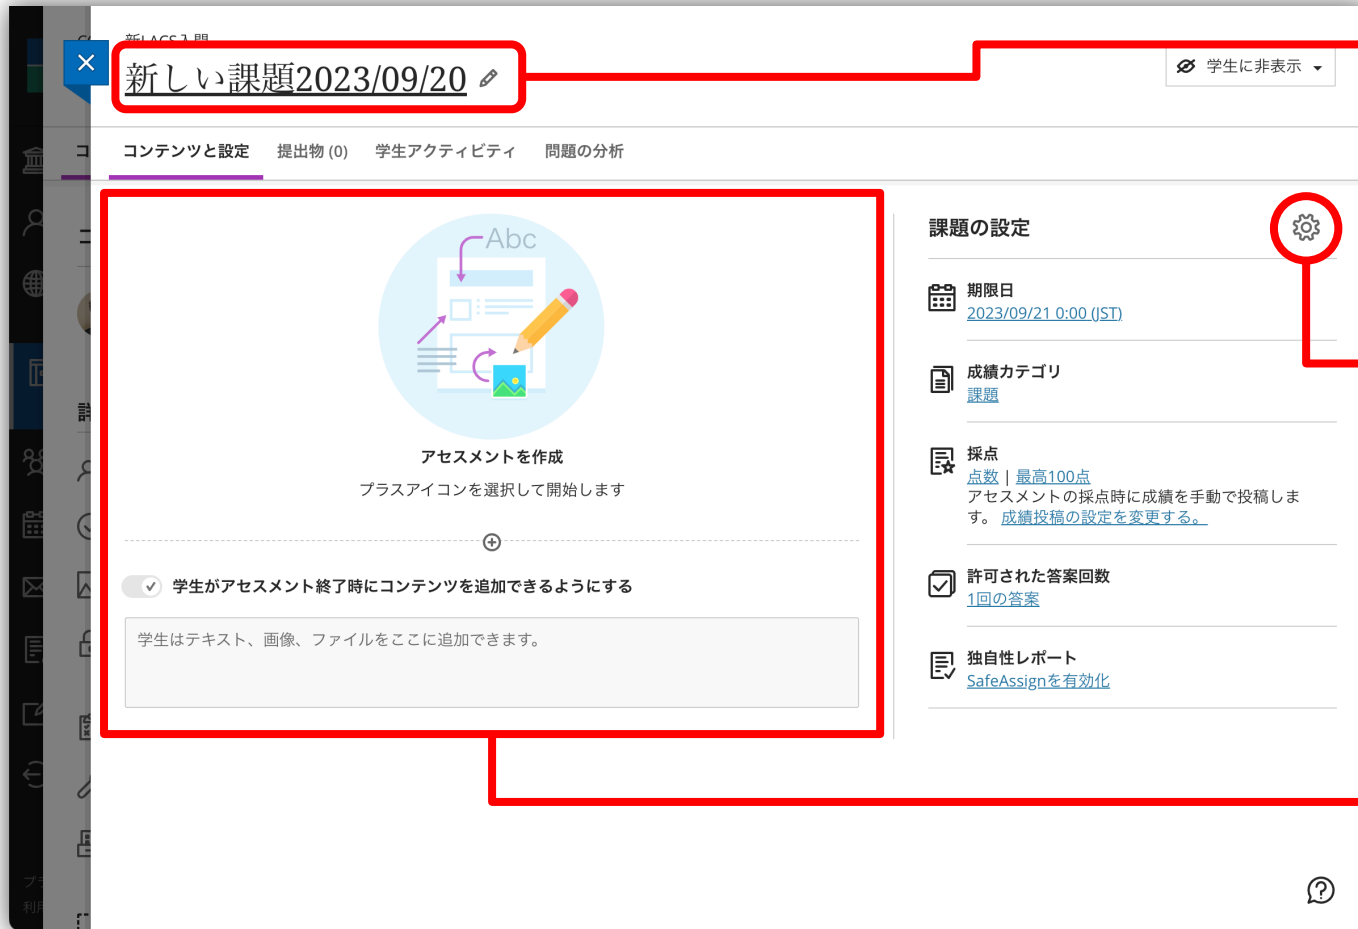 新LACS入門
新しい課題2023/09/20
学生に非表示
コンテンツと設定
提出物 (0)
学生アクティビティ
問題の分析
Abc
アセスメントを作成
プラスアイコンを選択して開始します
学生がアセスメント終了時にコンテンツを追加できるようにする
学生はテキスト、画像、ファイルをここに追加できます。
課題の設定
期限日
2023/09/21 0:00 (JST)
成績カテゴリ
課題
採点
点数 | 最高100点
アセスメントの採点時に成績を手動で投稿しま
す。 成績投稿の設定を変更する。
許可された答案回数
1回の答案
独自性レポート
SafeAssignを有効化